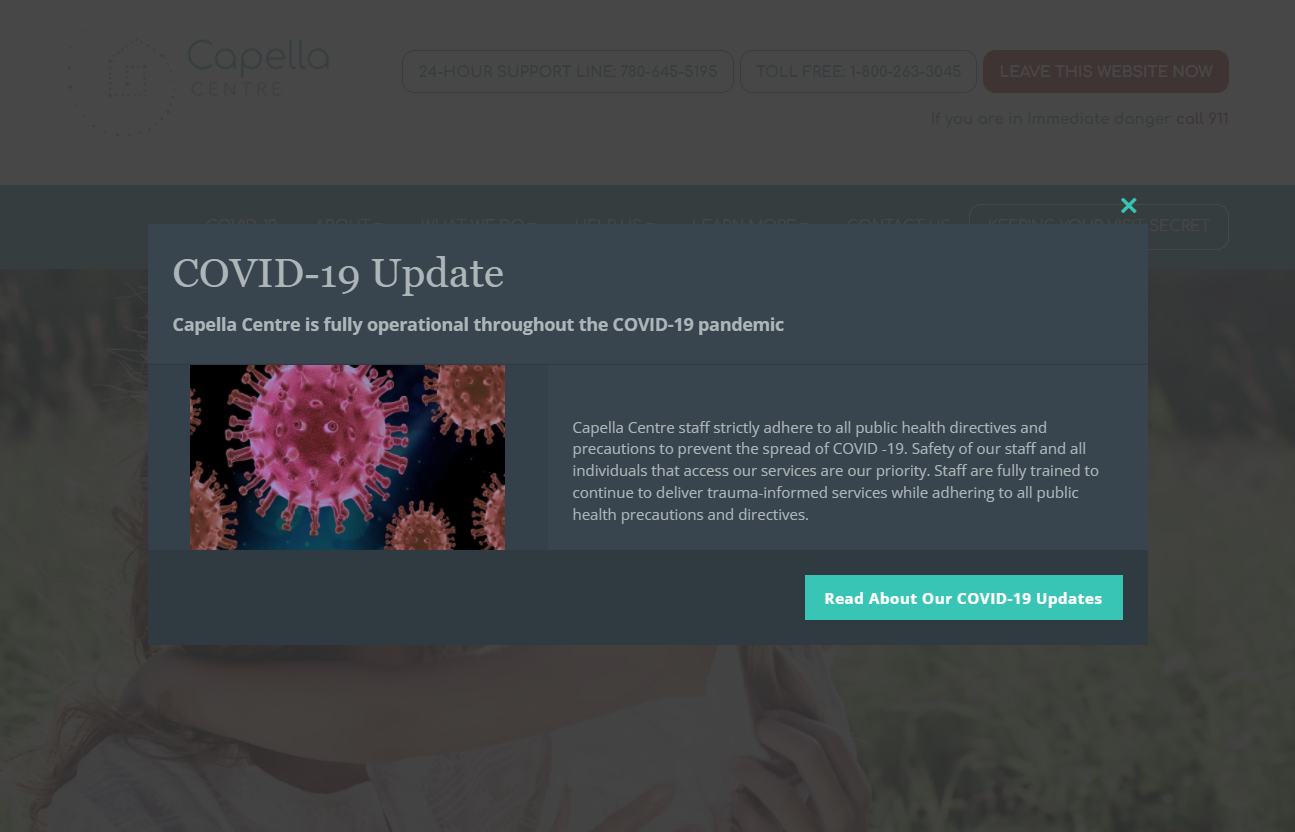 Capella
CENTRE
24-HOUR SUPPORT LINE: 780-645-5195
TOLL FREE: 1-800-263-3045
LEAVE THIS WEBSITE NOW
If you are in immediate danger call 911
COVID-19
ABOUT
WHAT WE DO
HELP US
LEARN MORE
CONTACT US
KEEPING YOUR VISIT SECRET
COVID-19 Update
Capella Centre is fully operational throughout the COVID-19 pandemic
Capella Centre staff strictly adhere to all public health directives and
precautions to prevent the spread of COVID -19. Safety of our staff and all
individuals that access our services are our priority. Staff are fully trained to
continue to deliver trauma-informed services while adhering to all public
health precautions and directives.
Read About Our COVID-19 Updates